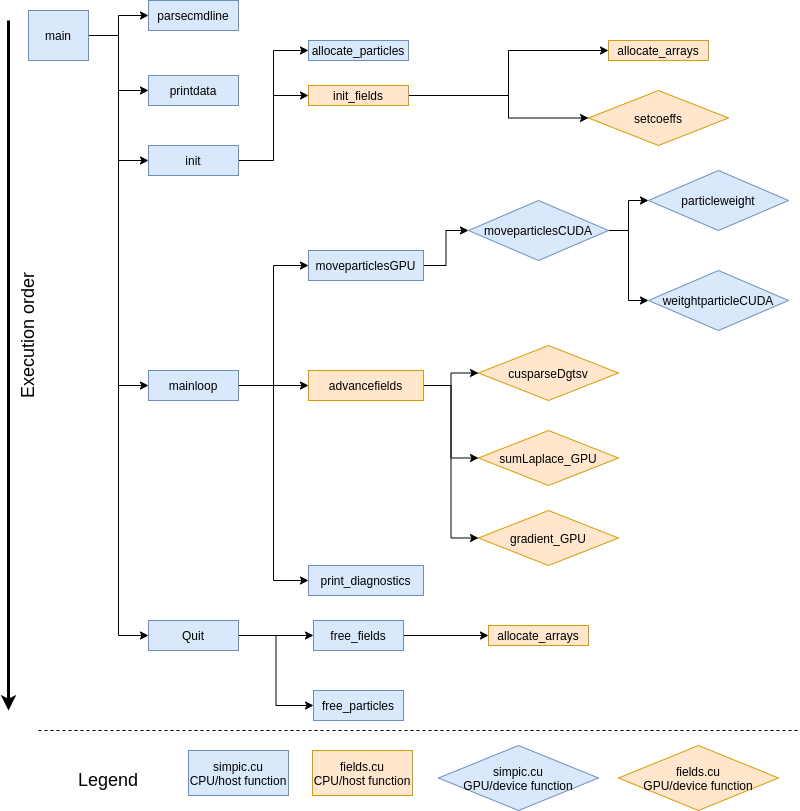 main
parsecmdline
printdata
init
allocate_particles
init_fields
allocate_arrays
setcoeffs
Execution order
mainloop
moveparticlesGPU
moveparticlesCUDA
particleweight
weitghtparticleCUDA
advancefields
cusparseDgtsv
sumLaplace_GPU
gradient_GPU
print_diagnostics
Quit
free_fields
allocate_arrays
free_particles
Legend
simpic.cu
CPU/host function
fields.cu
CPU/host function
simpic.cu
GPU/device function
fields.cu
GPU/device function